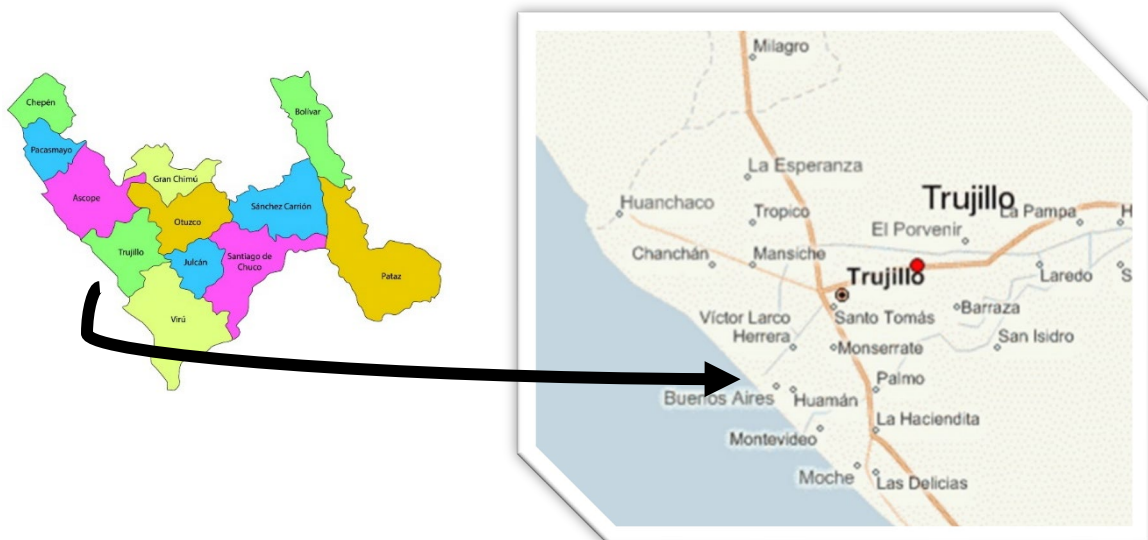 Chepén
Pacasmayo
Ascope
Gran Chimú
Otuzco
Trujillo
Julcán
Virú
Sánchez Carrión
Santiago de
Chuco
Bolívar
Pataz
Milagro
La Esperanza
Huanchaco
Tropico
Trujillo
La Pampa
H
El Porvenir
Chanchán
Mansiche
Trujillo
Laredo
S
Víctor Larco
Herrera
Santo Tomás
Barraza
San Isidro
Monserrate
Palmo
Buenos Aires
Huamán
La Haciendita
Montevideo
Moche
Las Delicias